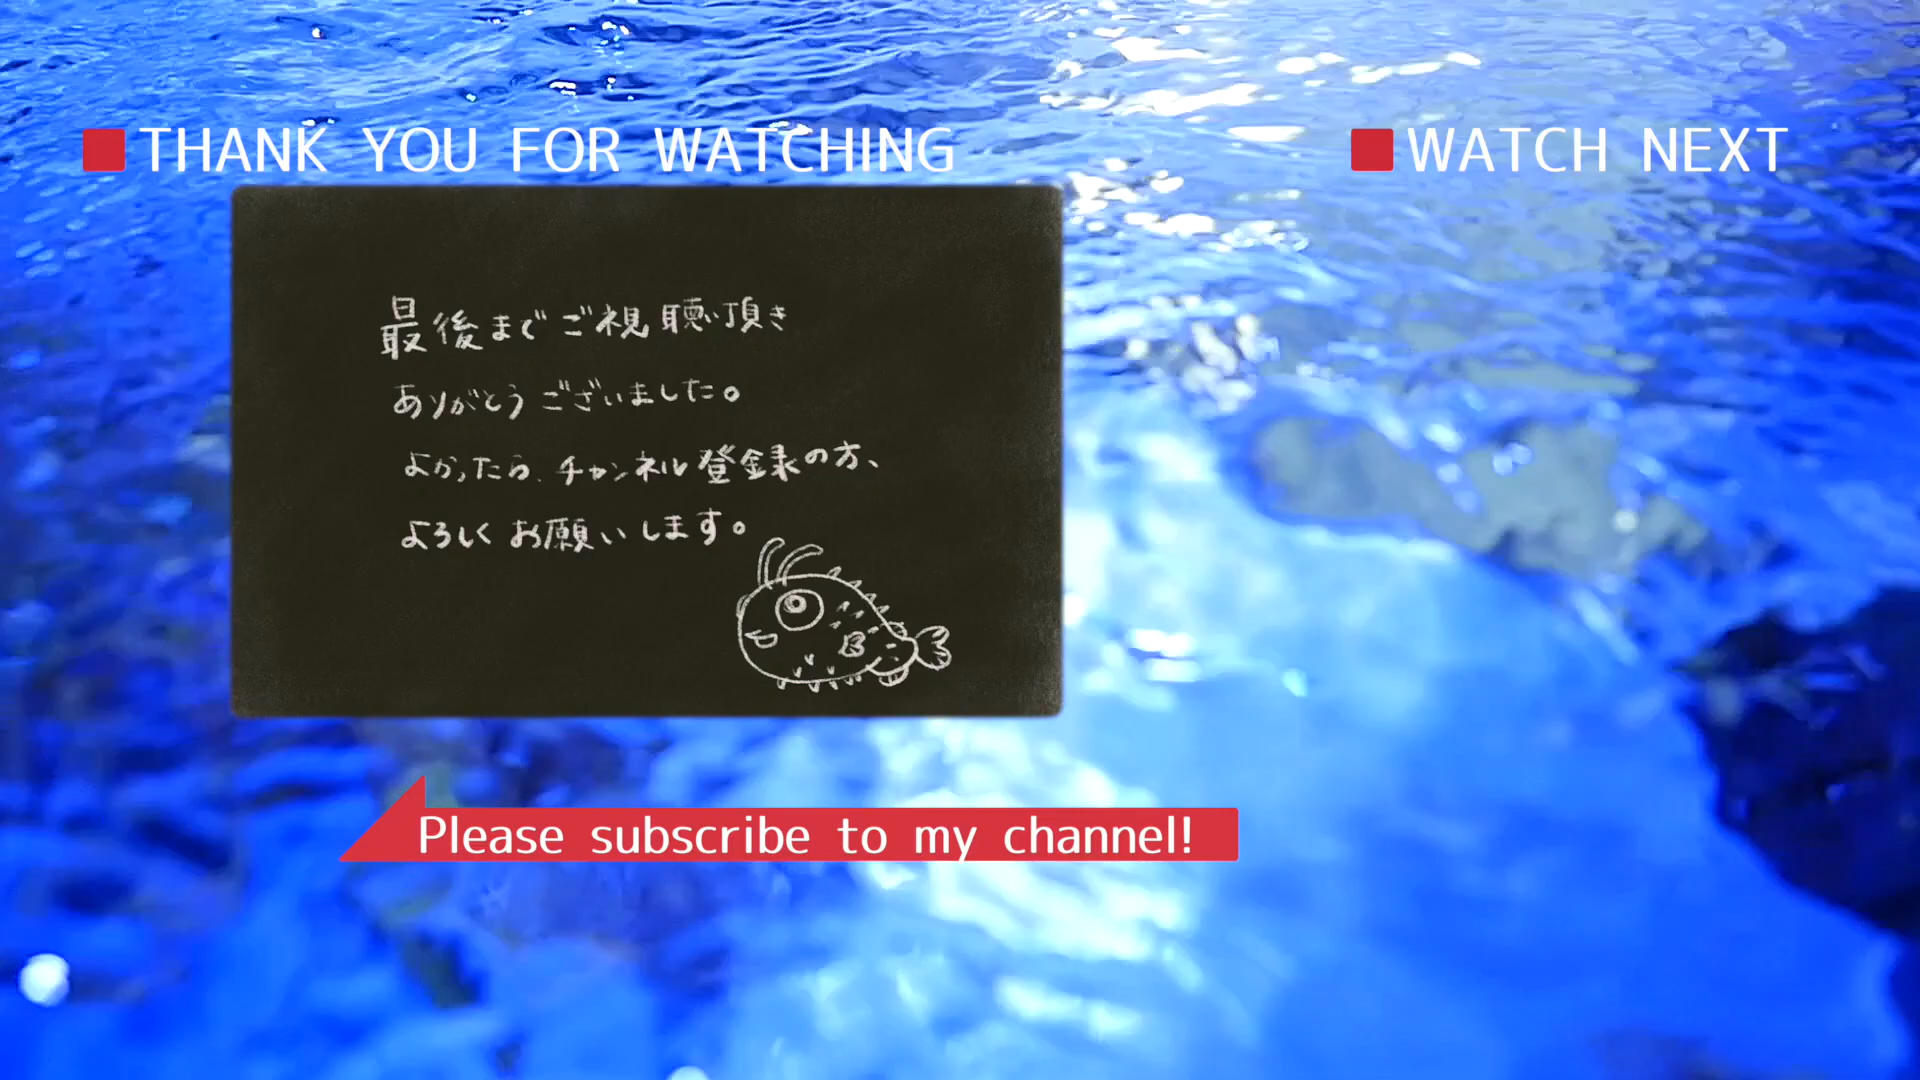 THANK YOU FOR WATCHING
WATCH NEXT
最後までご視聴頂き
ありがとうございました。
よかったら、チャンネル登録の方、
よろしくお願いします。
Please subscribe to my channel!